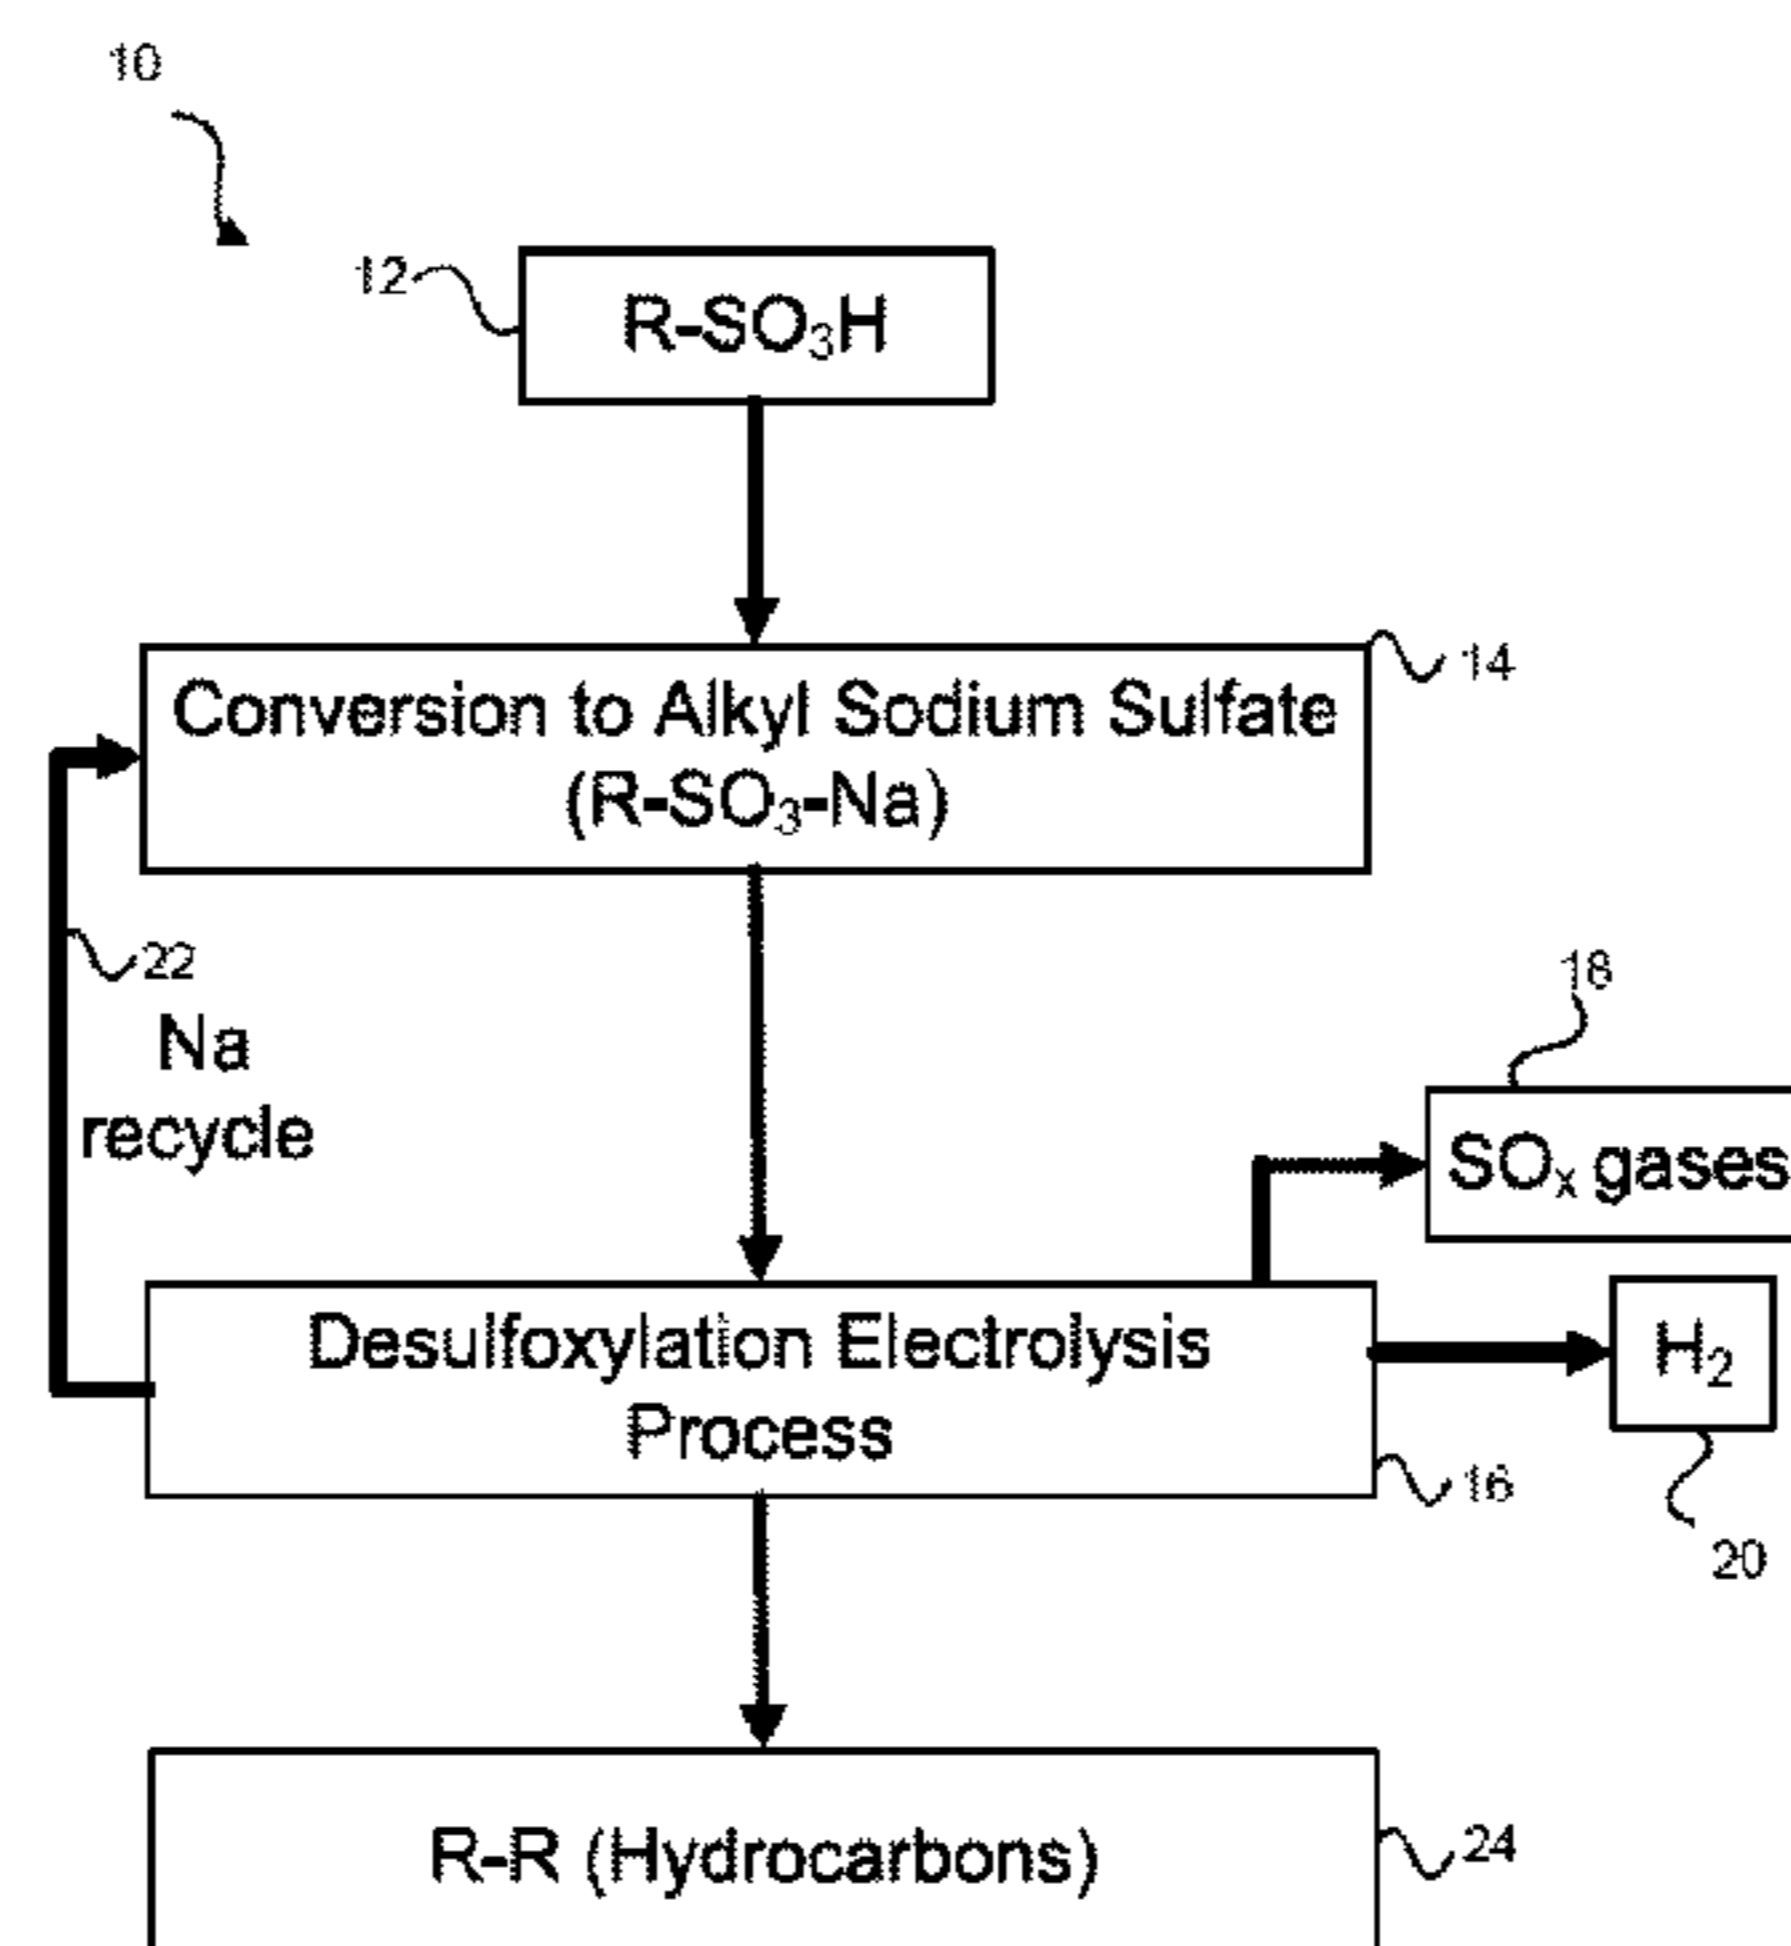 10
12
R-SO₃H
14
Conversion to Alkyl Sodium Sulfate
(R-SO₃-Na)
22
Na
recycle
18
SOₓ gases
Desulfoxylation Electrolysis
Process
H₂
16
20
R-R (Hydrocarbons)
24